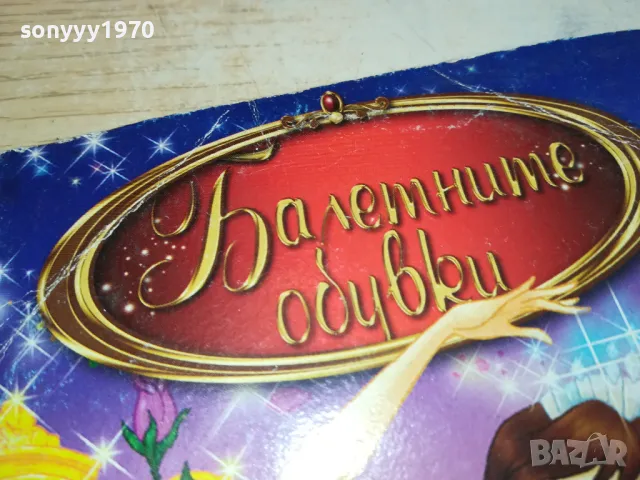 sonyyy1970
Балетните
обувки
BAZAR